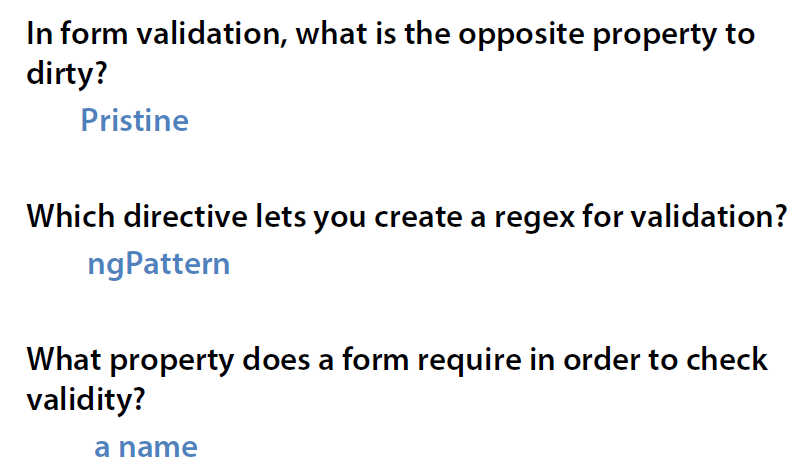 In form validation, what is the opposite property to
dirty?
Pristine
Which directive lets you create a regex for validation?
ngPattern
What property does a form require in order to check
validity?
a name